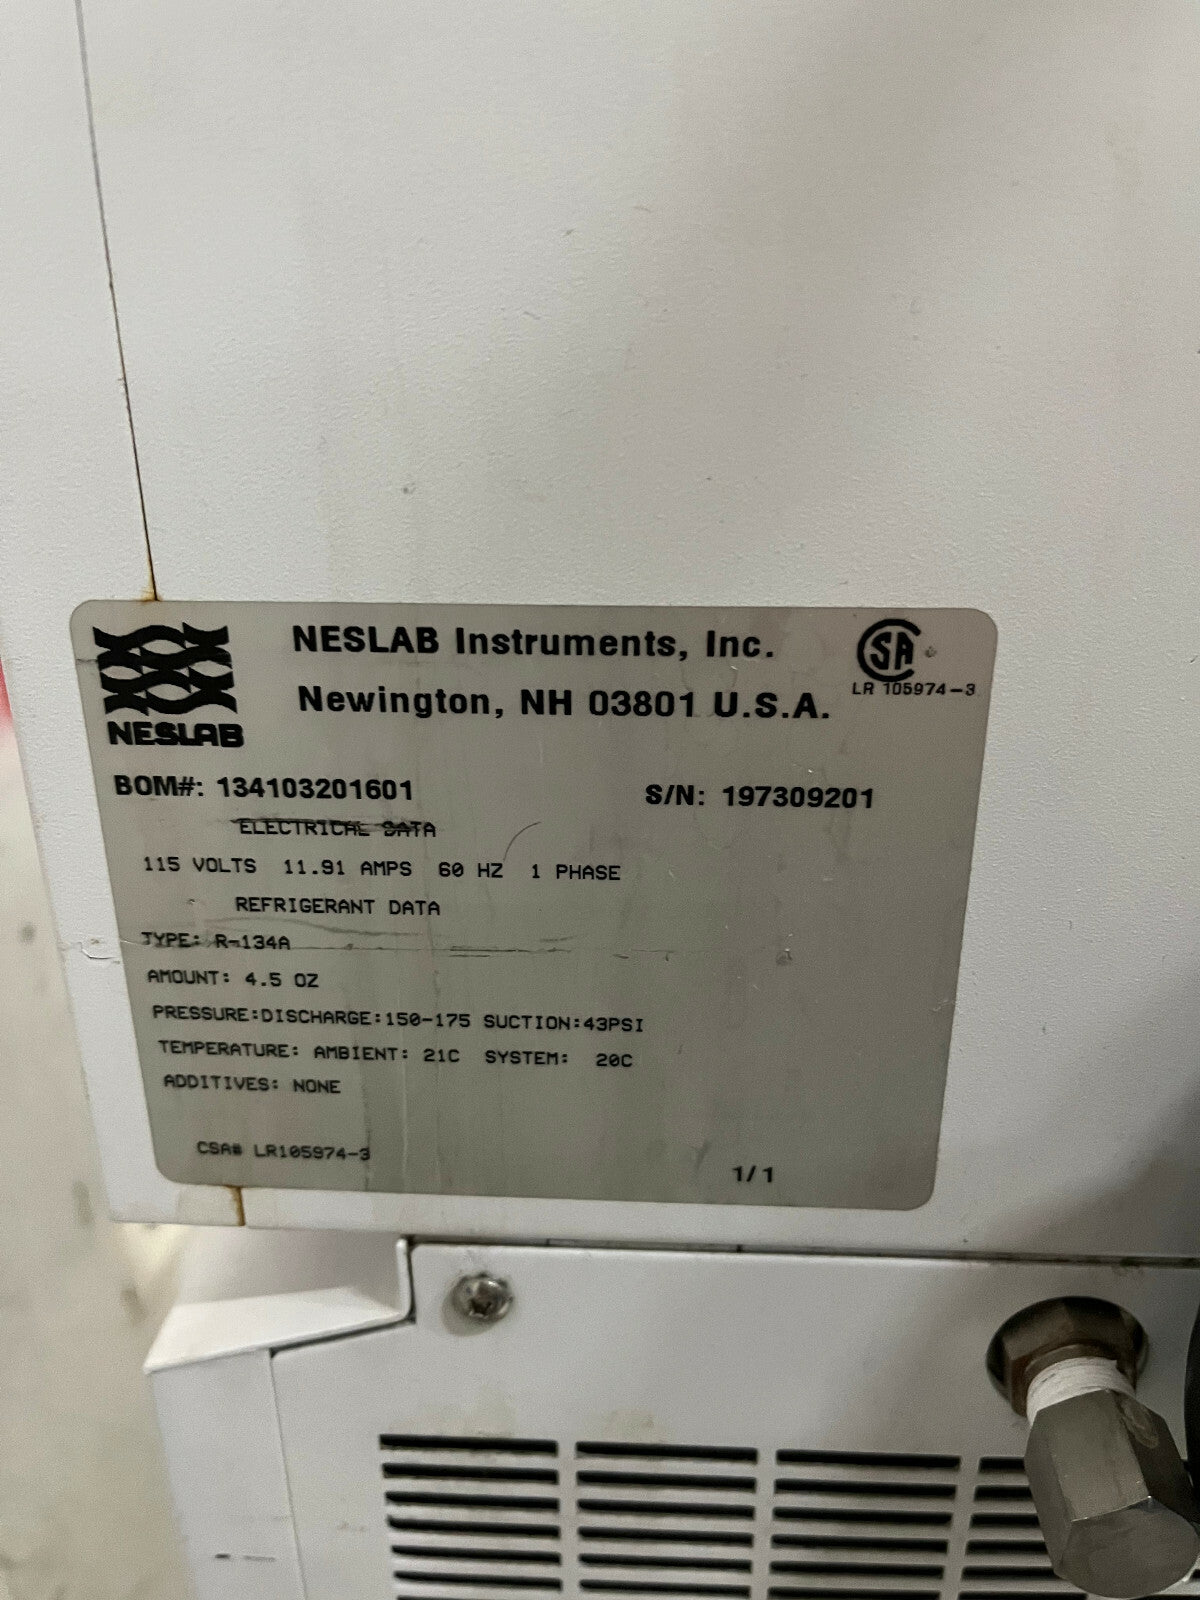 NESLAB Instruments, Inc.
Newington, NH 03801 U.S.A.
NESLAB
SA
LR 105974-3
BOM#: 134103201601 S/N: 197309201
ELECTRICAL DATA
115 VOLTS 11.91 AMPS 60 HZ 1 PHASE
REFRIGERANT DATA
TYPE: R-134A
AMOUNT: 4.5 OZ
PRESSURE:DISCHARGE:150-175 SUCTION:43PSI
TEMPERATURE: AMBIENT: 21C SYSTEM: 20C
ADDITIVES: NONE
CSA# LR105974-3
1/1